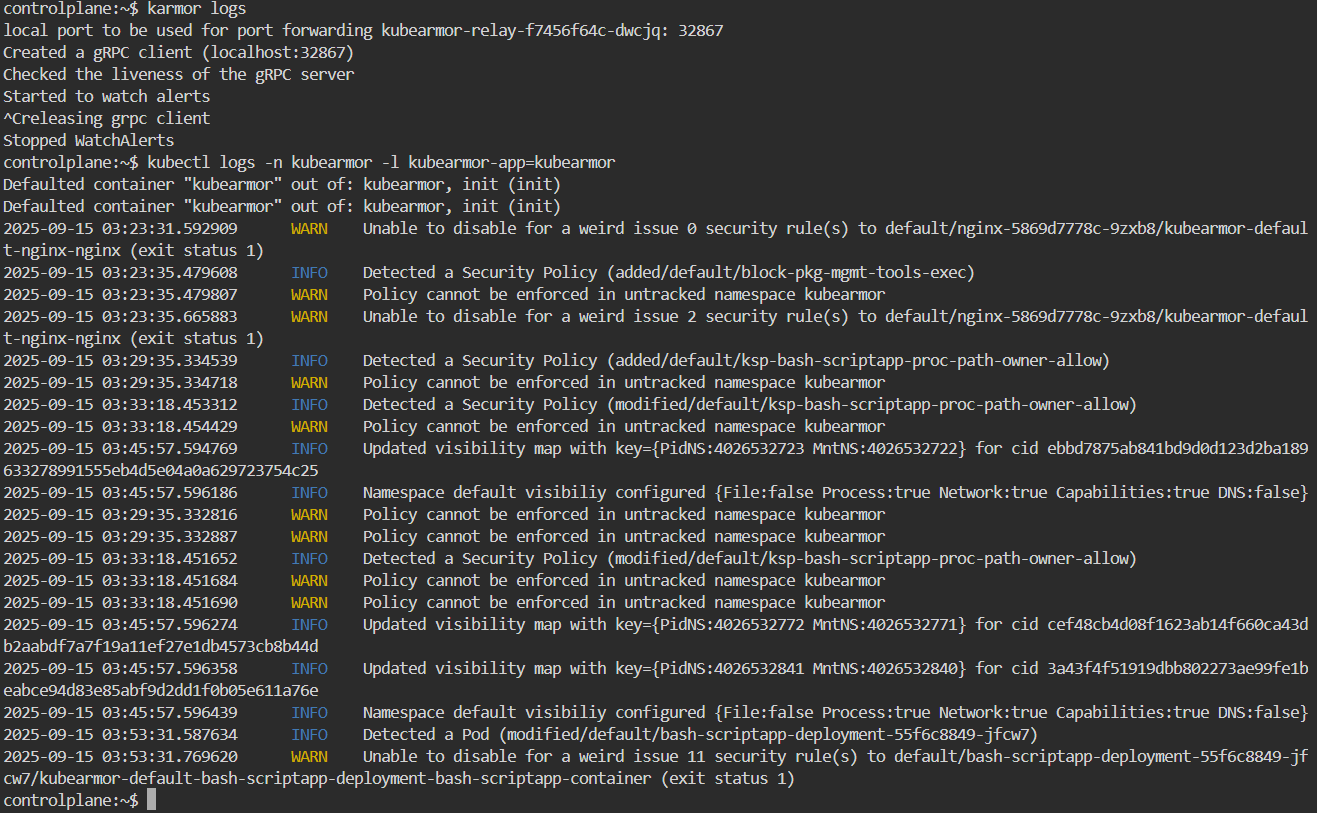 controlplane:~$ karmor logs
local port to be used for port forwarding kubearmor-relay-f7456f64c-dwcjq: 32867
Created a gRPC client (localhost:32867)
Checked the liveness of the gRPC server
Started to watch alerts
^Creleasing grpc client
Stopped WatchAlerts
controlplane:~$ kubectl logs -n kubearmor -l kubearmor-app=kubearmor
Defaulted container "kubearmor" out of: kubearmor, init (init)
Defaulted container "kubearmor" out of: kubearmor, init (init)
2025-09-15 03:23:31.592909 WARN Unable to disable for a weird issue 0 security rule(s) to default/nginx-5869d7778c-9zxb8/kubearmor-defaul
t-nginx-nginx (exit status 1)
2025-09-15 03:23:35.479608 INFO Detected a Security Policy (added/default/block-pkg-mgmt-tools-exec)
2025-09-15 03:23:35.479807 WARN Policy cannot be enforced in untracked namespace kubearmor
2025-09-15 03:23:35.665883 WARN Unable to disable for a weird issue 2 security rule(s) to default/nginx-5869d7778c-9zxb8/kubearmor-defaul
t-nginx-nginx (exit status 1)
2025-09-15 03:29:35.334539 INFO Detected a Security Policy (added/default/ksp-bash-scriptapp-proc-path-owner-allow)
2025-09-15 03:29:35.334718 WARN Policy cannot be enforced in untracked namespace kubearmor
2025-09-15 03:33:18.453312 INFO Detected a Security Policy (modified/default/ksp-bash-scriptapp-proc-path-owner-allow)
2025-09-15 03:33:18.454429 WARN Policy cannot be enforced in untracked namespace kubearmor
2025-09-15 03:45:57.594769 INFO Updated visibility map with key={PidNS:4026532723 MntNS:4026532722} for cid ebbd7875ab841bd9d0d123d2ba189
633278991555eb4d5e04a0a629723754c25
2025-09-15 03:45:57.596186 INFO Namespace default visibiliy configured {File:false Process:true Network:true Capabilities:true DNS:false}
2025-09-15 03:29:35.332816 WARN Policy cannot be enforced in untracked namespace kubearmor
2025-09-15 03:29:35.332887 WARN Policy cannot be enforced in untracked namespace kubearmor
2025-09-15 03:33:18.451652 INFO Detected a Security Policy (modified/default/ksp-bash-scriptapp-proc-path-owner-allow)
2025-09-15 03:33:18.451684 WARN Policy cannot be enforced in untracked namespace kubearmor
2025-09-15 03:33:18.451690 WARN Policy cannot be enforced in untracked namespace kubearmor
2025-09-15 03:45:57.596274 INFO Updated visibility map with key={PidNS:4026532772 MntNS:4026532771} for cid cef48cb4d08f1623ab14f660ca43d
b2aabdf7a7f19a11ef27e1db4573cb8b44d
2025-09-15 03:45:57.596358 INFO Updated visibility map with key={PidNS:4026532841 MntNS:4026532840} for cid 3a43f4f51919dbb802273ae99fe1b
eabce94d83e85abf9d2dd1f0b05e611a76e
2025-09-15 03:45:57.596439 INFO Namespace default visibiliy configured {File:false Process:true Network:true Capabilities:true DNS:false}
2025-09-15 03:53:31.587634 INFO Detected a Pod (modified/default/bash-scriptapp-deployment-55f6c8849-jfcw7)
2025-09-15 03:53:31.769620 WARN Unable to disable for a weird issue 11 security rule(s) to default/bash-scriptapp-deployment-55f6c8849-jf
cw7/kubearmor-default-bash-scriptapp-deployment-bash-scriptapp-container (exit status 1)
controlplane:~$